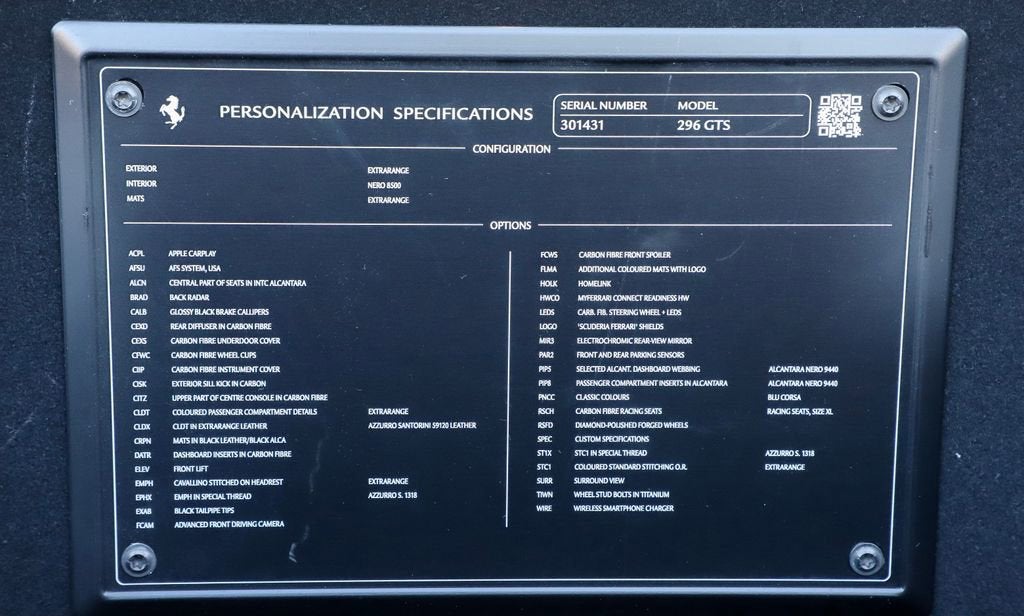 PERSONALIZATION SPECIFICATIONS
SERIAL NUMBER MODEL
301431 296 GTS
CONFIGURATION
EXTERIOR EXTRARANGE
INTERIOR NERO 8500
MATS EXTRARANGE
OPTIONS
ACPL APPLE CARPLAY
AFSU AFS SYSTEM, USA
ALCN CENTRAL PART OF SEATS IN INTC ALCANTARA
BRAD BACK RADAR
CALB GLOSSY BLACK BRAKE CALLIPERS
CEXD REAR DIFFUSER IN CARBON FIBRE
CEXS CARBON FIBRE UNDERDOOR COVER
CFWC CARBON FIBRE WHEEL CUPS
CIIP CARBON FIBRE INSTRUMENT COVER
CISK EXTERIOR SILL KICK IN CARBON
CITZ UPPER PART OF CENTRE CONSOLE IN CARBON FIBRE
CLDT COLOURED PASSENGER COMPARTMENT DETAILS EXTRARANGE
CLDX CLDT IN EXTRARANGE LEATHER AZZURRO SANTORINI 59120 LEATHER
CRPN MATS IN BLACK LEATHER/BLACK ALCA
DATR DASHBOARD INSERTS IN CARBON FIBRE
ELEV FRONT LIFT
EMPH CAVALLINO STITCHED ON HEADREST EXTRARANGE
EPHX EMPH IN SPECIAL THREAD AZZURRO S. 1318
EXAB BLACK TAILPIPE TIPS
FCAM ADVANCED FRONT DRIVING CAMERA
FCWS CARBON FIBRE FRONT SPOILER
FLMA ADDITIONAL COLOURED MATS WITH LOGO
HOLK HOMELINK
HWCO MYFERRARI CONNECT READINESS HW
LEDS CARB. FIB. STEERING WHEEL + LEDS
LOGO 'SCUDERIA FERRARI' SHIELDS
MIR3 ELECTROCHROMIC REAR-VIEW MIRROR
PAR2 FRONT AND REAR PARKING SENSORS
PIP5 SELECTED ALCANT. DASHBOARD WEBBING ALCANTARA NERO 9440
PIP8 PASSENGER COMPARTMENT INSERTS IN ALCANTARA ALCANTARA NERO 9440
PNCC CLASSIC COLOURS BLU CORSA
RSCH CARBON FIBRE RACING SEATS RACING SEATS, SIZE XL
RSFD DIAMOND-POLISHED FORGED WHEELS
SPEC CUSTOM SPECIFICATIONS
ST1X STC1 IN SPECIAL THREAD AZZURRO S. 1318
STC1 COLOURED STANDARD STITCHING O.R. EXTRARANGE
SURR SURROUND VIEW
TIWN WHEEL STUD BOLTS IN TITANIUM
WIRE WIRELESS SMARTPHONE CHARGER